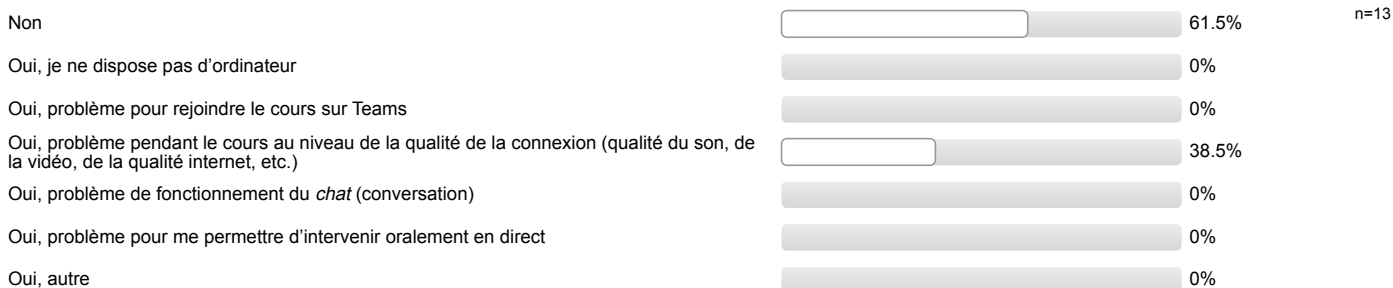 Non 61.5% n=13
Oui, je ne dispose pas d’ordinateur 0%
Oui, problème pour rejoindre le cours sur Teams 0%
Oui, problème pendant le cours au niveau de la qualité de la connexion (qualité du son, de
la vidéo, de la qualité internet, etc.) 38.5%
Oui, problème de fonctionnement du chat (conversation) 0%
Oui, problème pour me permettre d’intervenir oralement en direct 0%
Oui, autre 0%